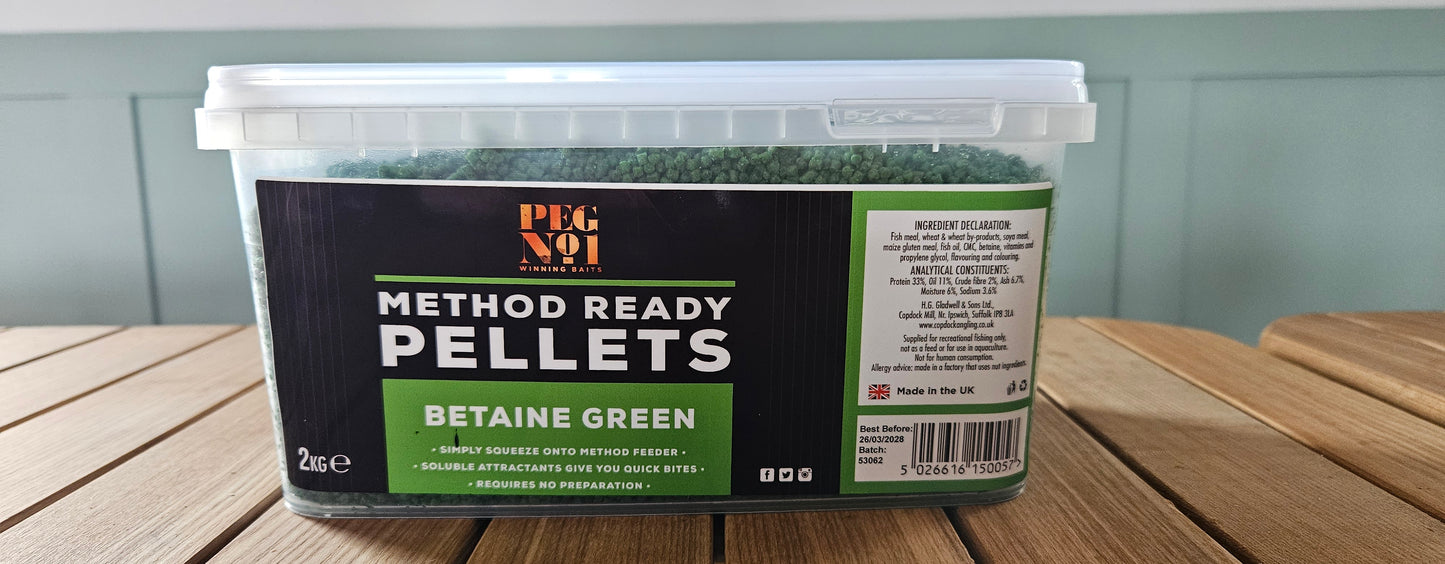 PEG
No1
WINNING BAITS
METHOD READY
PELLETS
BETAINE GREEN
• SIMPLY SQUEEZE ONTO METHOD FEEDER •
• SOLUBLE ATTRACTANTS GIVE YOU QUICK BITES •
• REQUIRES NO PREPARATION •
2KG e
INGREDIENT DECLARATION:
Fish meal, wheat & wheat by-products, soya meal,
maize gluten meal, fish oil, CMC, betaine, vitamins and
propylene glycol, flavouring and colouring.
ANALYTICAL CONSTITUENTS:
Protein 33%, Oil 11%, Crude fibre 2%, Ash 6.7%,
Moisture 6%, Sodium 3.6%
H.G. Gladwell & Sons Ltd.,
Copdock Mill, Nr. Ipswich, Suffolk IP8 3LA
www.copdockangling.co.uk
Supplied for recreational fishing only,
not as a feed or for use in aquaculture.
Not for human consumption.
Allergy advice: made in a factory that uses nut ingredients.
Made in the UK
Best Before:
26/03/2028
Batch:
53062
5 026616 150057 >